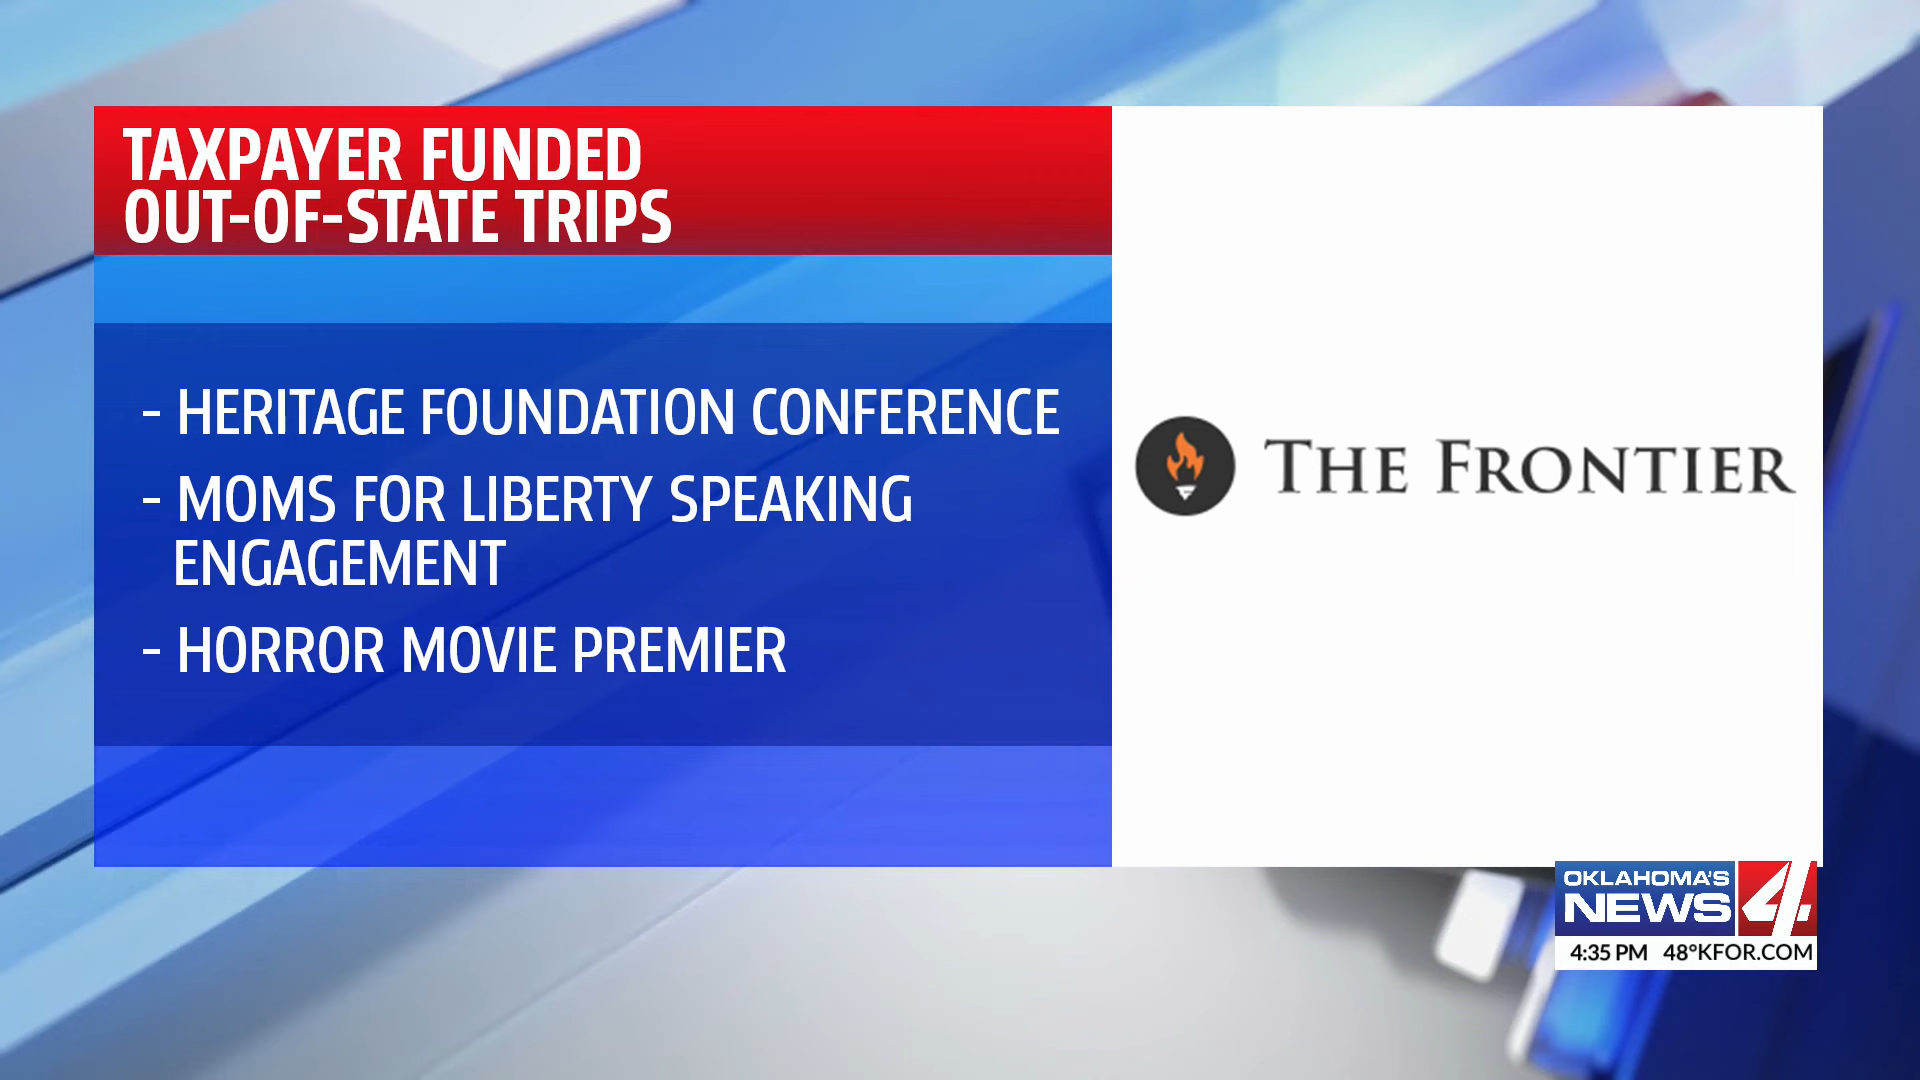 TAXPAYER FUNDED
OUT-OF-STATE TRIPS
- HERITAGE FOUNDATION CONFERENCE
- MOMS FOR LIBERTY SPEAKING
ENGAGEMENT
- HORROR MOVIE PREMIER
THE FRONTIER
OKLAHOMA'S
NEWS 4
4:35 PM 48°KFOR.COM